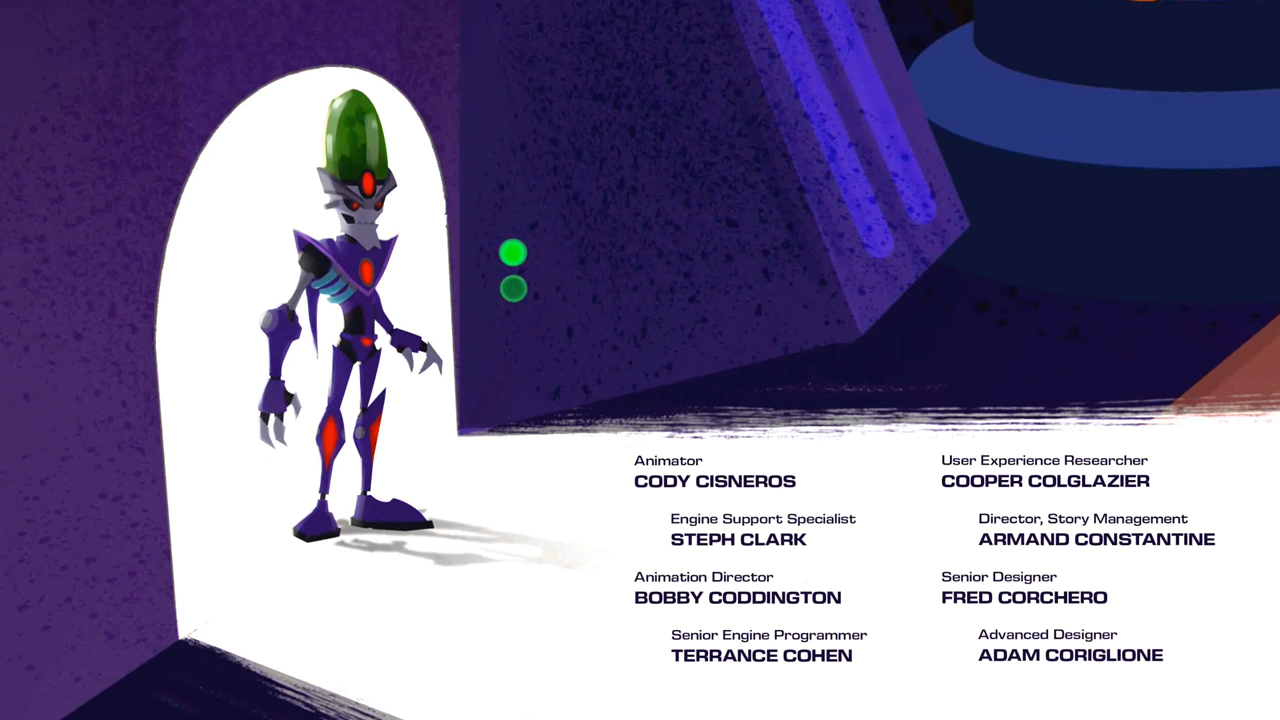 Animator
CODY CISNEROS
Engine Support Specialist
STEPH CLARK
Animation Director
BOBBY CODDINGTON
Senior Engine Programmer
TERRANCE COHEN
User Experience Researcher
COOPER COLGLAZIER
Director, Story Management
ARMAND CONSTANTINE
Senior Designer
FRED CORCHERO
Advanced Designer
ADAM CORIGLIONE